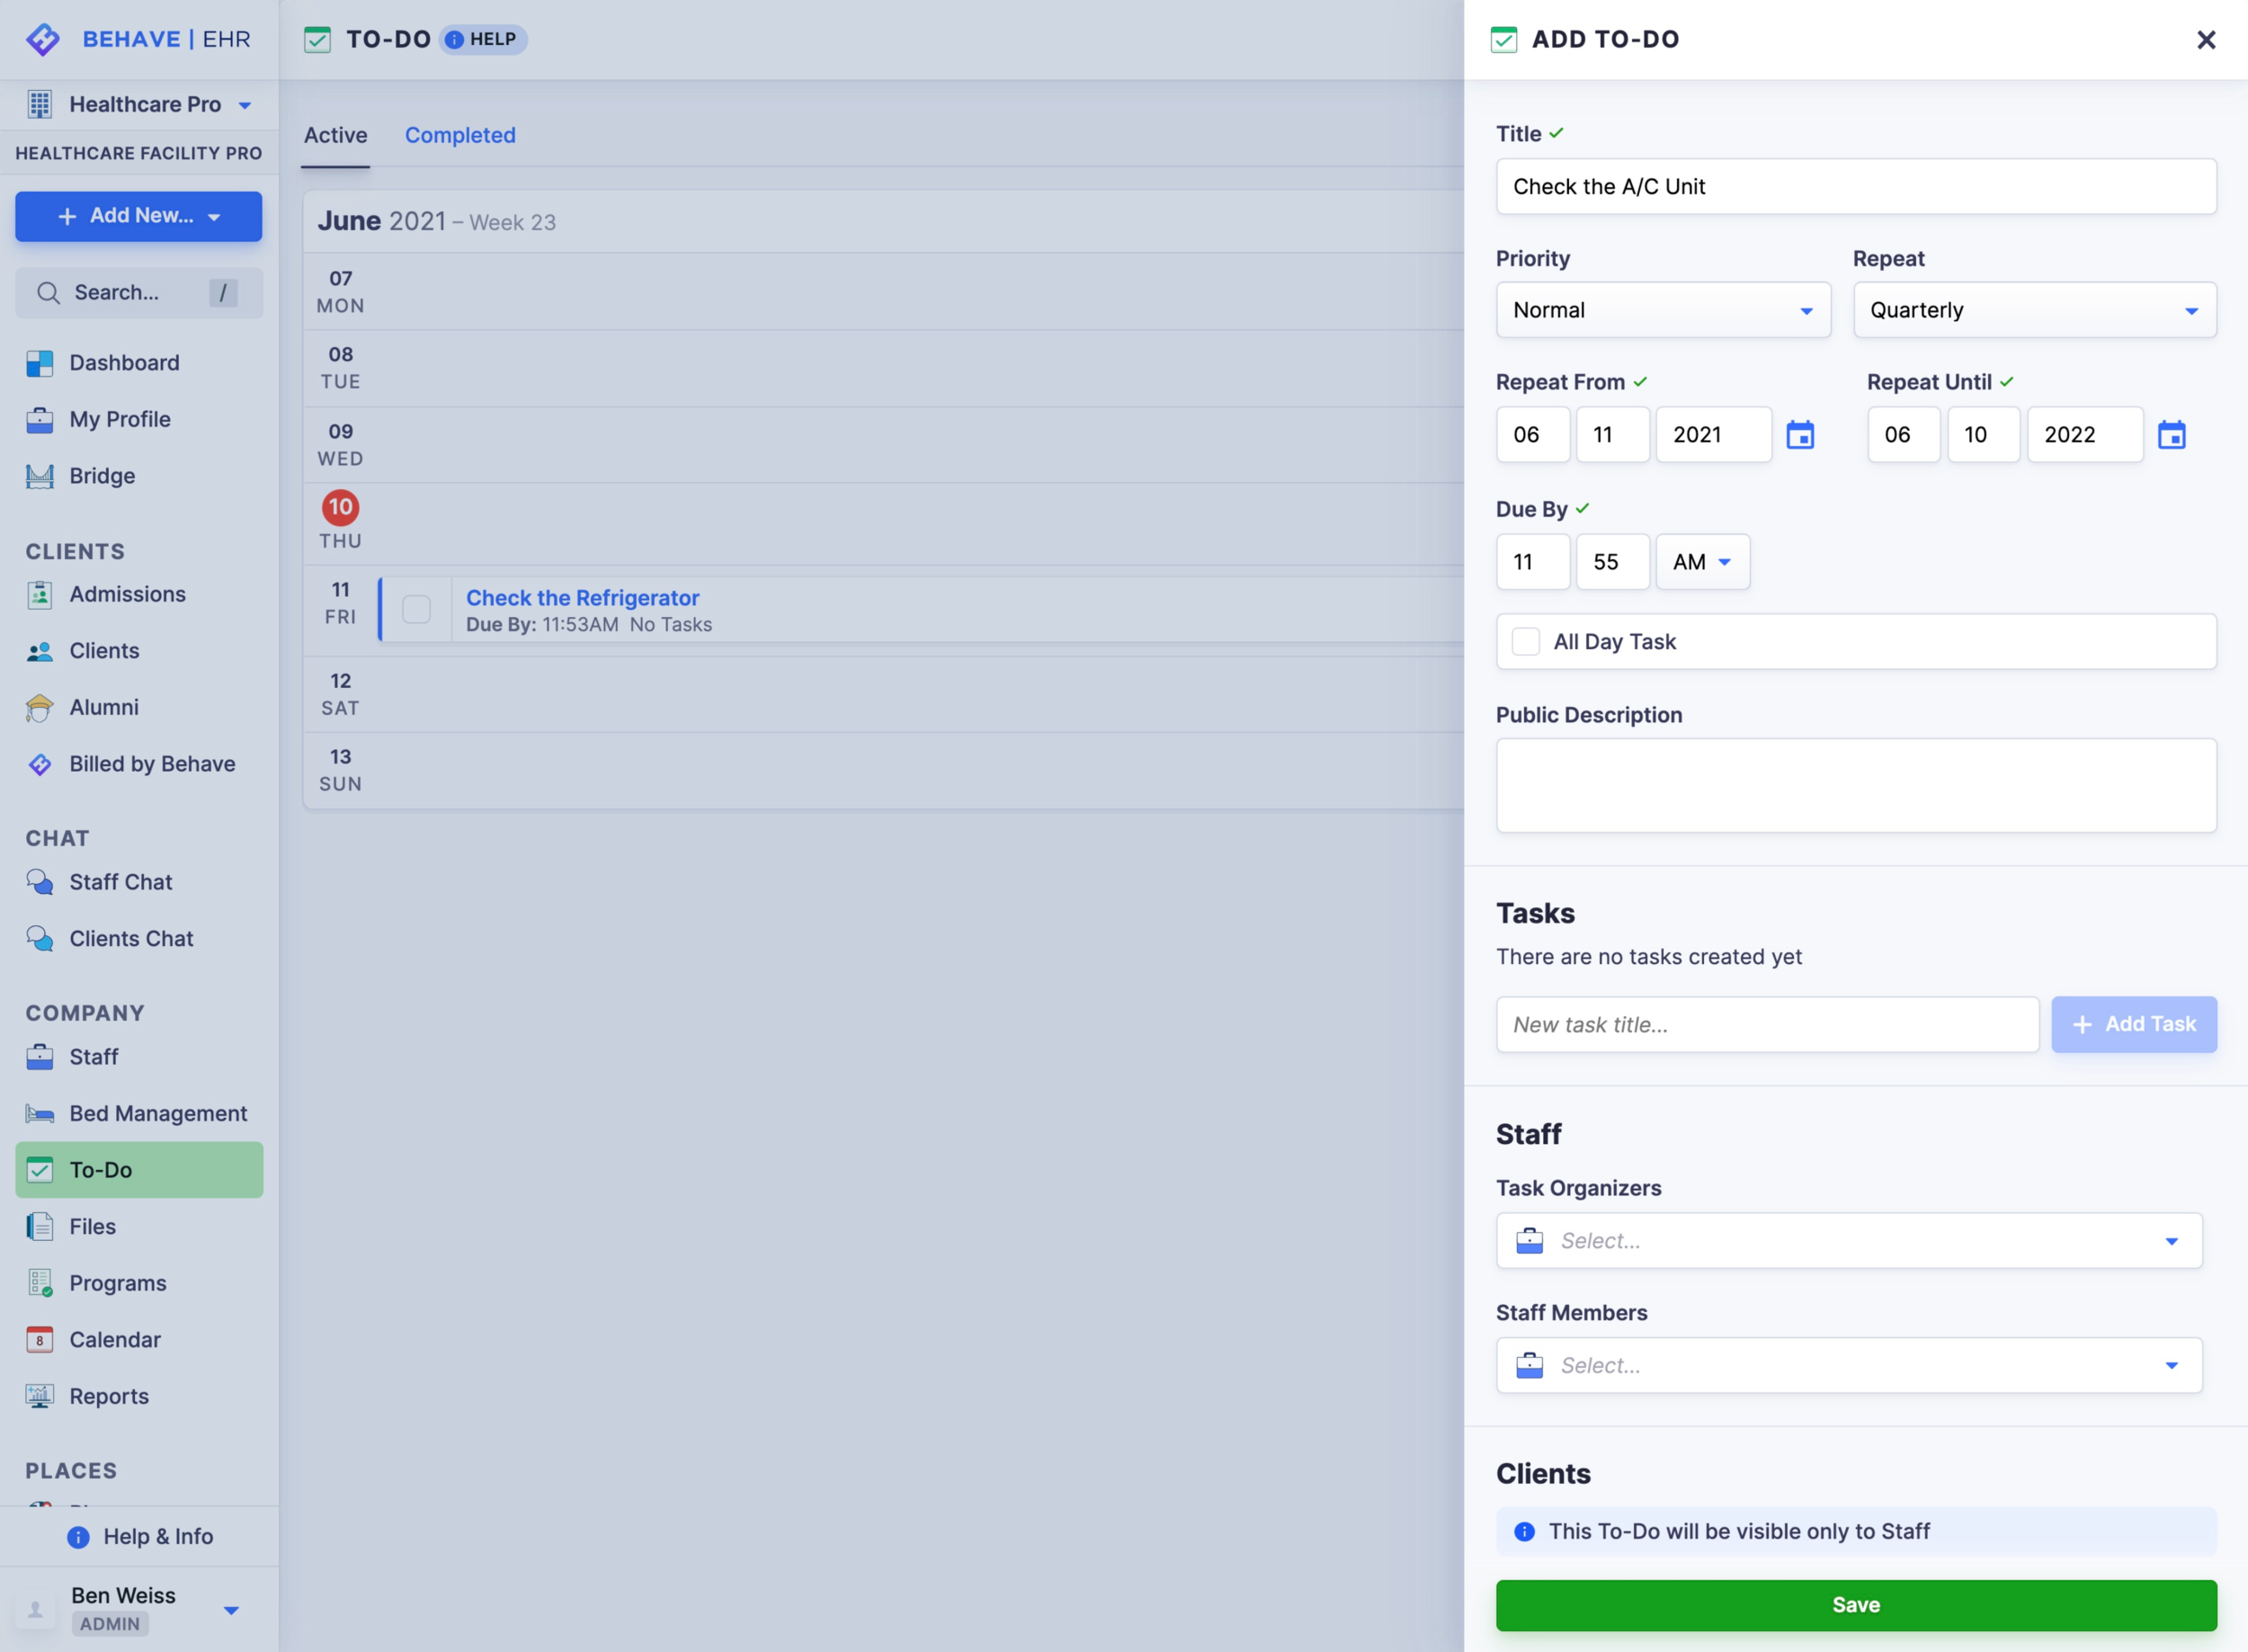 BEHAVE | EHR
Healthcare Pro
HEALTHCARE FACILITY PRO
+ Add New...
Search... /
Dashboard
My Profile
Bridge
CLIENTS
Admissions
Clients
Alumni
Billed by Behave
CHAT
Staff Chat
Clients Chat
COMPANY
Staff
Bed Management
To-Do
Files
Programs
8 Calendar
Reports
PLACES
Help & Info
Ben Weiss
ADMIN
TO-DO
HELP
Active Completed
June 2021 – Week 23
07
MON
08
TUE
09
WED
10
THU
11
FRI
Check the Refrigerator
Due By: 11:53AM No Tasks
12
SAT
13
SUN
ADD TO-DO
Title
Check the A/C Unit
Priority Repeat
Normal Quarterly
Repeat From Repeat Until
06 11 2021 06 10 2022
Due By
11 55 AM
All Day Task
Public Description
Tasks
There are no tasks created yet
New task title... + Add Task
Staff
Task Organizers
Select...
Staff Members
Select...
Clients
This To-Do will be visible only to Staff
Save